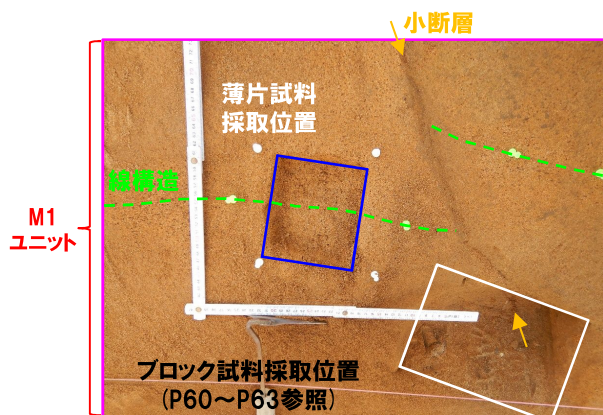 小断層
薄片試料
採取位置
線構造
M1
ユニット
ブロック試料採取位置
(P60～P63参照)